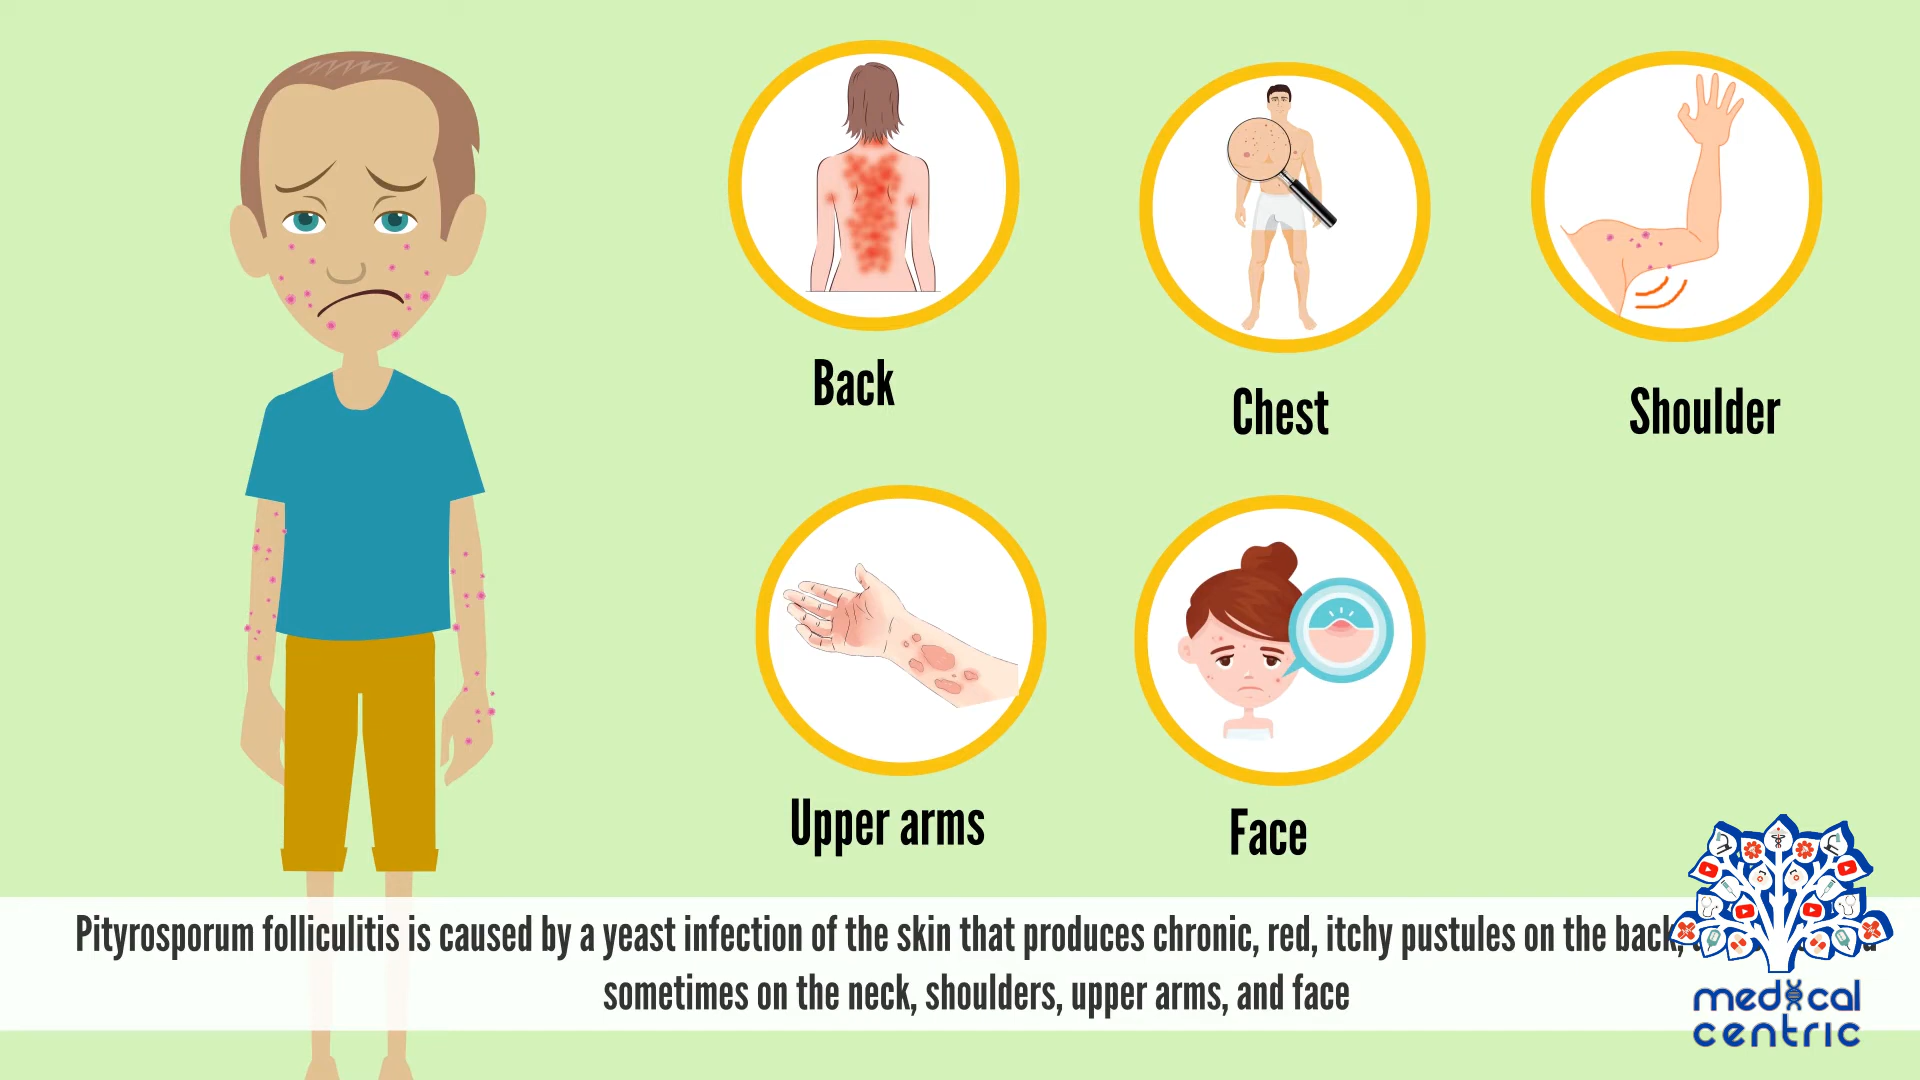 Back
Chest
Shoulder
Upper arms
Face
Pityrosporum folliculitis is caused by a yeast infection of the skin that produces chronic, red, itchy pustules on the back,
sometimes on the neck, shoulders, upper arms, and face
medical
centric